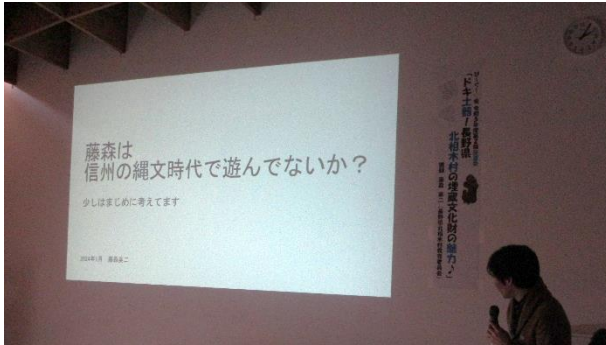 藤森は
信州の縄文時代で遊んでないか？
少しはまじめに考えてます
「ドキ土器！長野県
北相木村の埋蔵文化財の魅力♪」